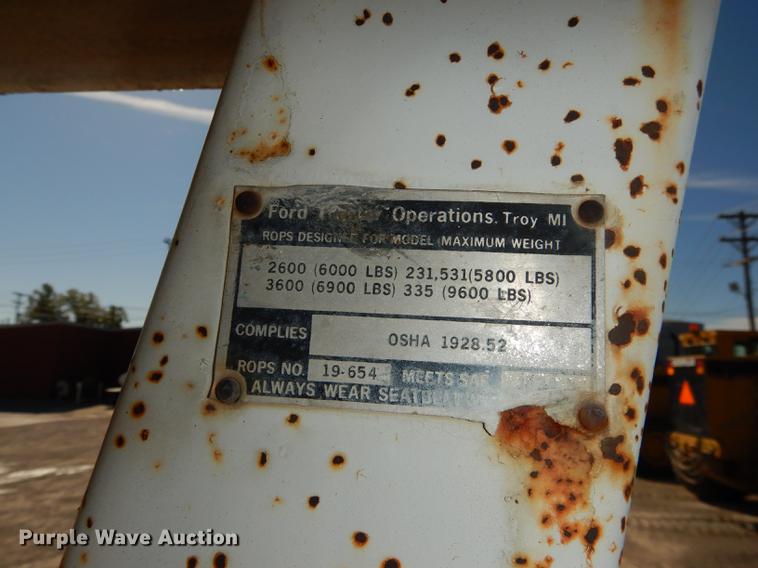 Ford Tractor Operations, Troy MI
ROPS DESIGNED FOR MODEL (MAXIMUM WEIGHT
2600 (6000 LBS) 231,531(5800 LBS)
3600 (6900 LBS) 335 (9600 LBS)
COMPLIES OSHA 1928.52
ROPS NO. 19-654 MEETS SAE
ALWAYS WEAR SEATBELT
Purple Wave Auction